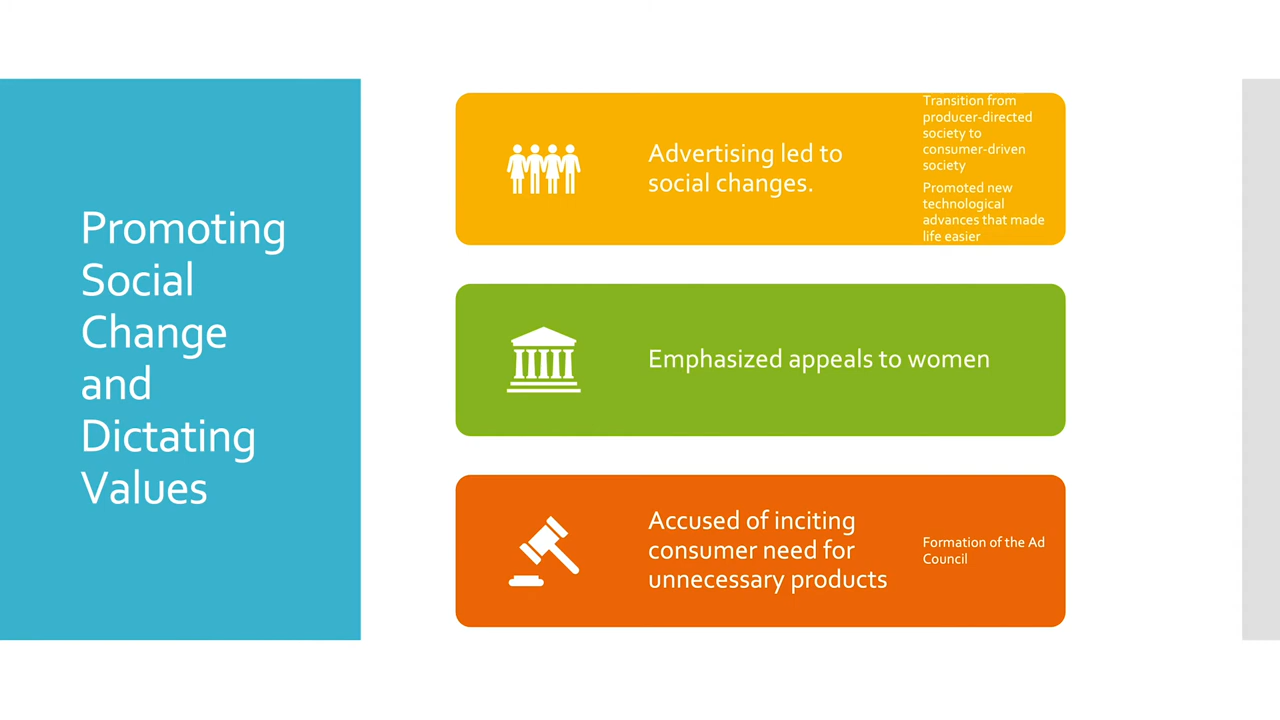 Promoting
Social
Change
and
Dictating
Values
Advertising led to
social changes.
Transition from
producer-directed
society to
consumer-driven
society
Promoted new
technological
advances that made
life easier
Emphasized appeals to women
Accused of inciting
consumer need for
unnecessary products
Formation of the Ad
Council